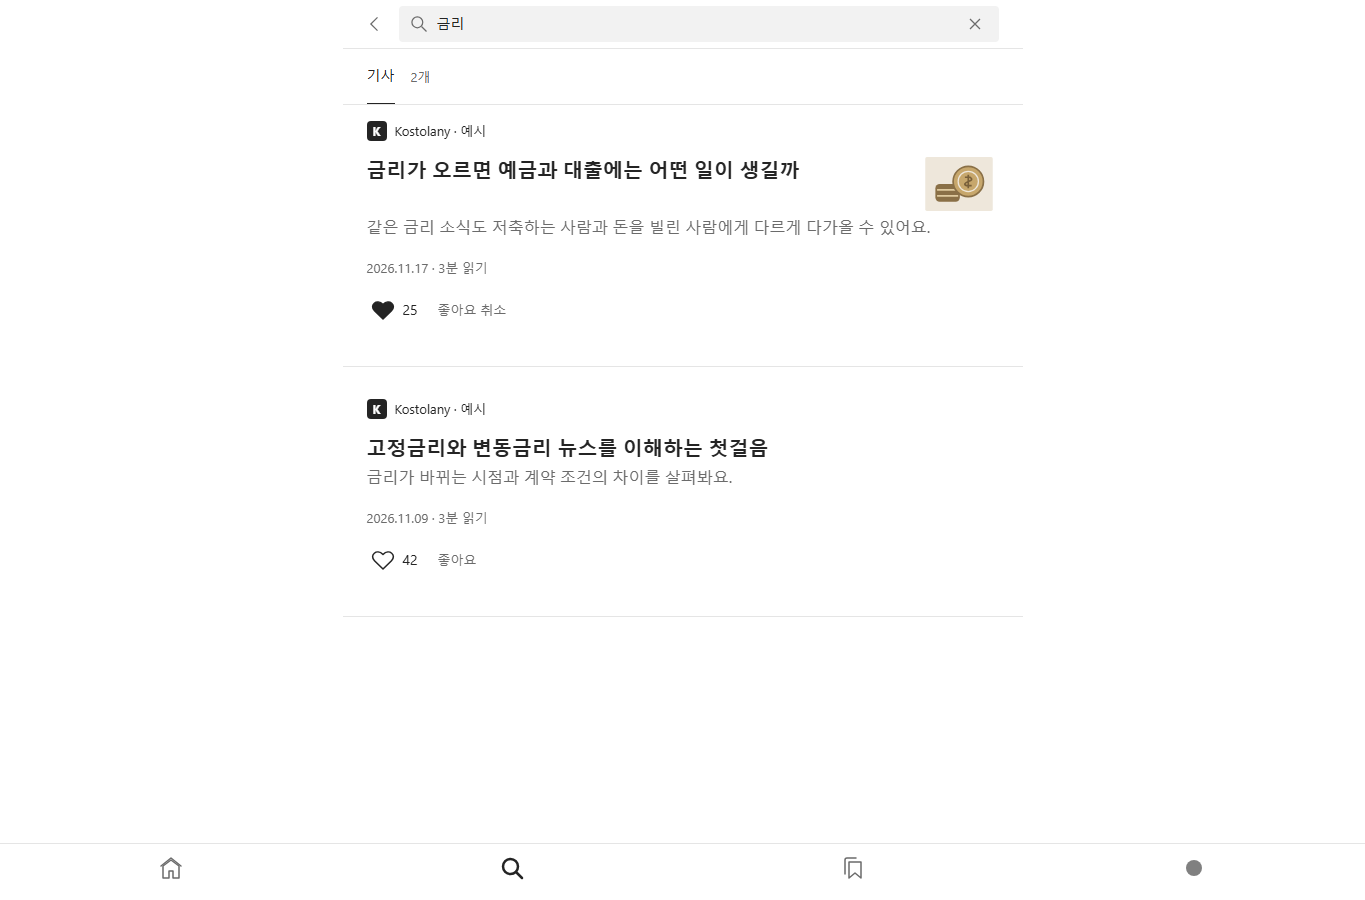 금리
기사 2개
K Kostolany · 예시
금리가 오르면 예금과 대출에는 어떤 일이 생길까
같은 금리 소식도 저축하는 사람과 돈을 빌린 사람에게 다르게 다가올 수 있어요.
2026.11.17 · 3분 읽기
25 좋아요 취소
K Kostolany · 예시
고정금리와 변동금리 뉴스를 이해하는 첫걸음
금리가 바뀌는 시점과 계약 조건의 차이를 살펴봐요.
2026.11.09 · 3분 읽기
42 좋아요